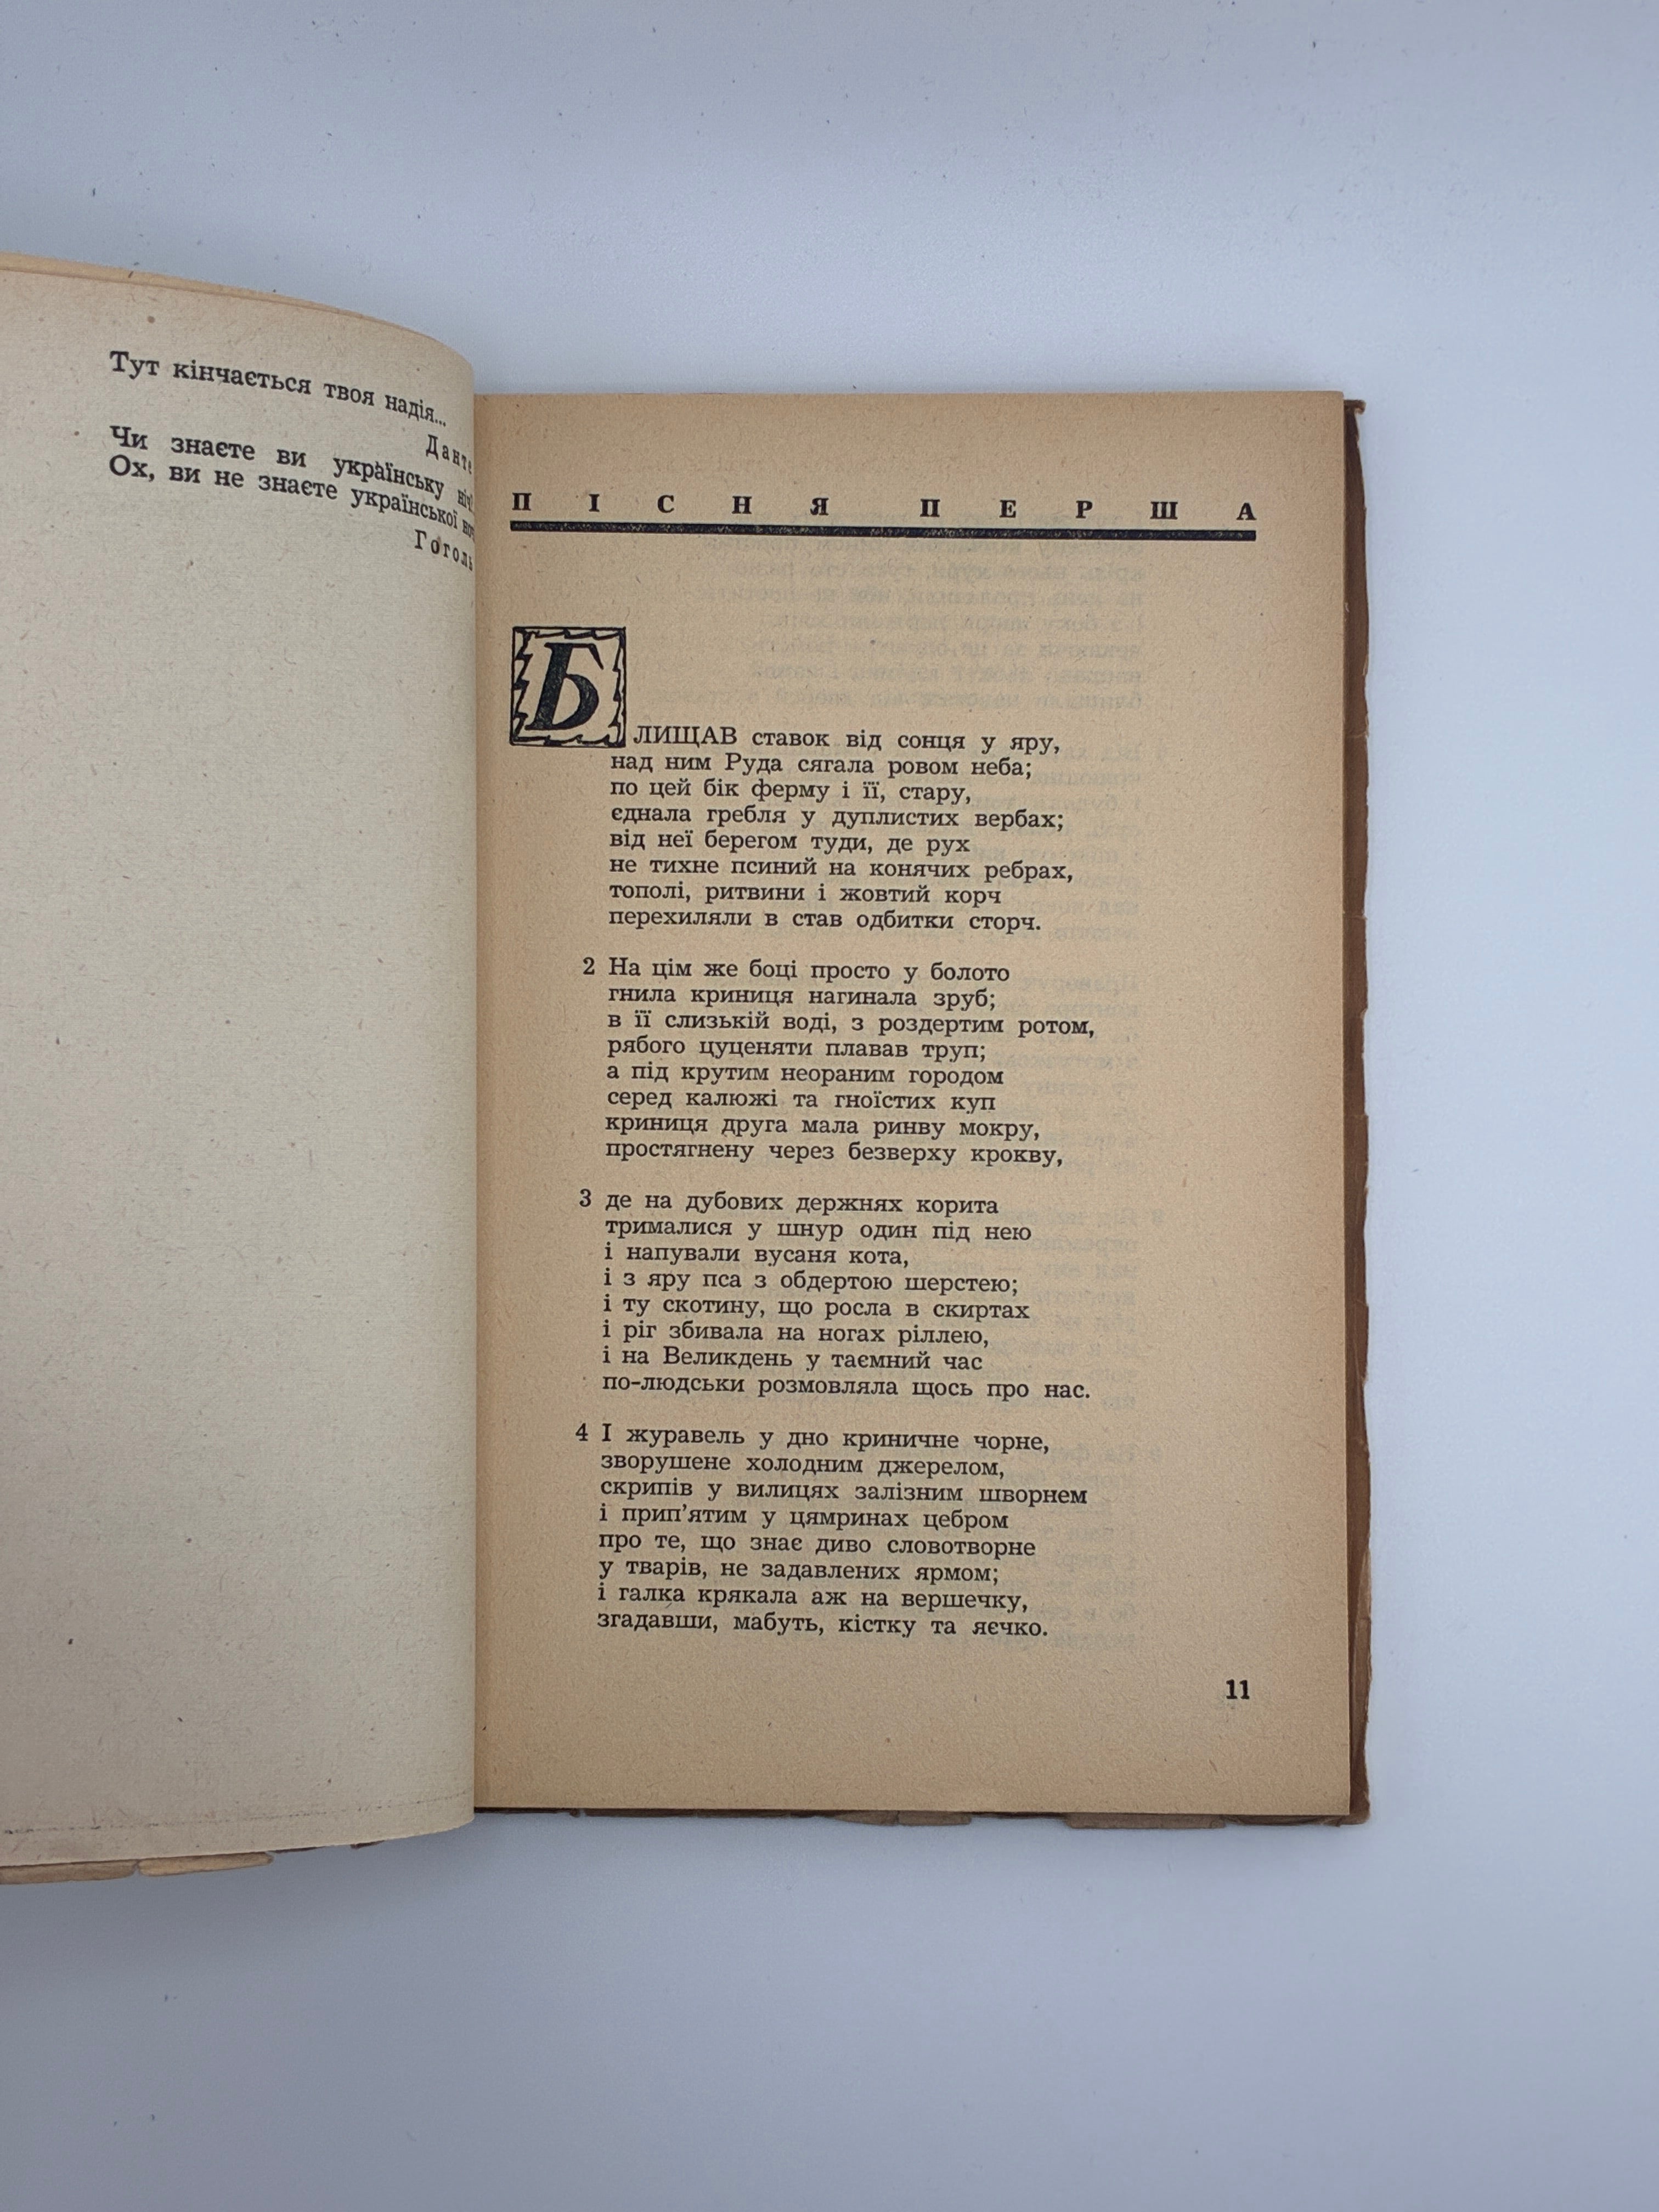 Тут кінчається твоя надія...
Данте
Чи знаєте ви українську ніч?
Ох, ви не знаєте української
Гоголь
ПІСНЯ ПЕРША
БЛИЩАВ ставок від сонця у яру,
над ним Руда сягала ровом неба;
по цей бік ферму і її, стару,
єднала гребля у дуплистих вербах;
від неї берегом туди, де рух
не тихне псиний на конячих ребрах,
тополі, ритвини і жовтий корч
перехиляли в став одбитки сторч.
2 На цім же боці просто у болото
гнила криниця нагинала зруб;
в її слизькій воді, з роздертим ротом,
рябого цуценяти плавав труп;
а під крутим неораним городом
серед калюжі та гноїстих куп
криниця друга мала ринву мокру,
простягнену через безверху крокву,
3 де на дубових держнях корита
трималися у шнур один під нею
і напували вусаня кота,
і з яру пса з обдертою шерстею;
і ту скотину, що росла в скиртах
і ріг збивала на ногах ріллею,
і на Великдень у таємний час
по-людськи розмовляла щось про нас.
4 І журавель у дно криничне чорне,
зворушене холодним джерелом,
скрипів у вилицях залізним шворнем
і прип'ятим у цямринах цебром
про те, що знає диво словотворне
у тварів, не задавлених ярмом;
і галка крякала аж на вершечку,
згадавши, мабуть, кістку та яєчко.
11